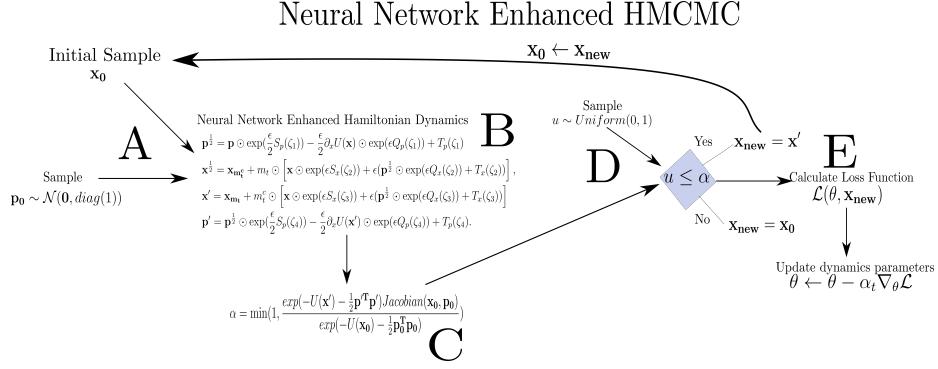 Neural Network Enhanced HMCMC
x₀ ← x_new
Initial Sample
x₀
A
Sample
p₀ ~ N(0, diag(1))
Neural Network Enhanced Hamiltonian Dynamics
B
p^{1/2} = p ⊙ exp(ϵ/2 S_p(ζ₁)) − ϵ/2 ∂_x U(x) ⊙ exp(ϵQ_p(ζ₁)) + T_p(ζ₁)
x^{1/2} = x_{m_t^c} + m_t ⊙ [x ⊙ exp(ϵS_x(ζ₂)) + ϵ(p^{1/2} ⊙ exp(ϵQ_x(ζ₂)) + T_x(ζ₂))],
x′ = x_{m_t} + m_t^c ⊙ [x ⊙ exp(ϵS_x(ζ₃)) + ϵ(p^{1/2} ⊙ exp(ϵQ_x(ζ₃)) + T_x(ζ₃)]
p′ = p^{1/2} ⊙ exp(ϵ/2 S_p(ζ₄)) − ϵ/2 ∂_x U(x′) ⊙ exp(ϵQ_p(ζ₄)) + T_p(ζ₄).
α = min(1, exp(−U(x′) − ½p′ᵀp′)Jacobian(x₀, p₀) / exp(−U(x₀) − ½p₀ᵀp₀))
C
Sample
u ~ Uniform(0, 1)
D
u ≤ α
Yes
x_new = x′
No
x_new = x₀
E
Calculate Loss Function
L(θ, x_new)
Update dynamics parameters
θ ← θ − α_t ∇_θ L